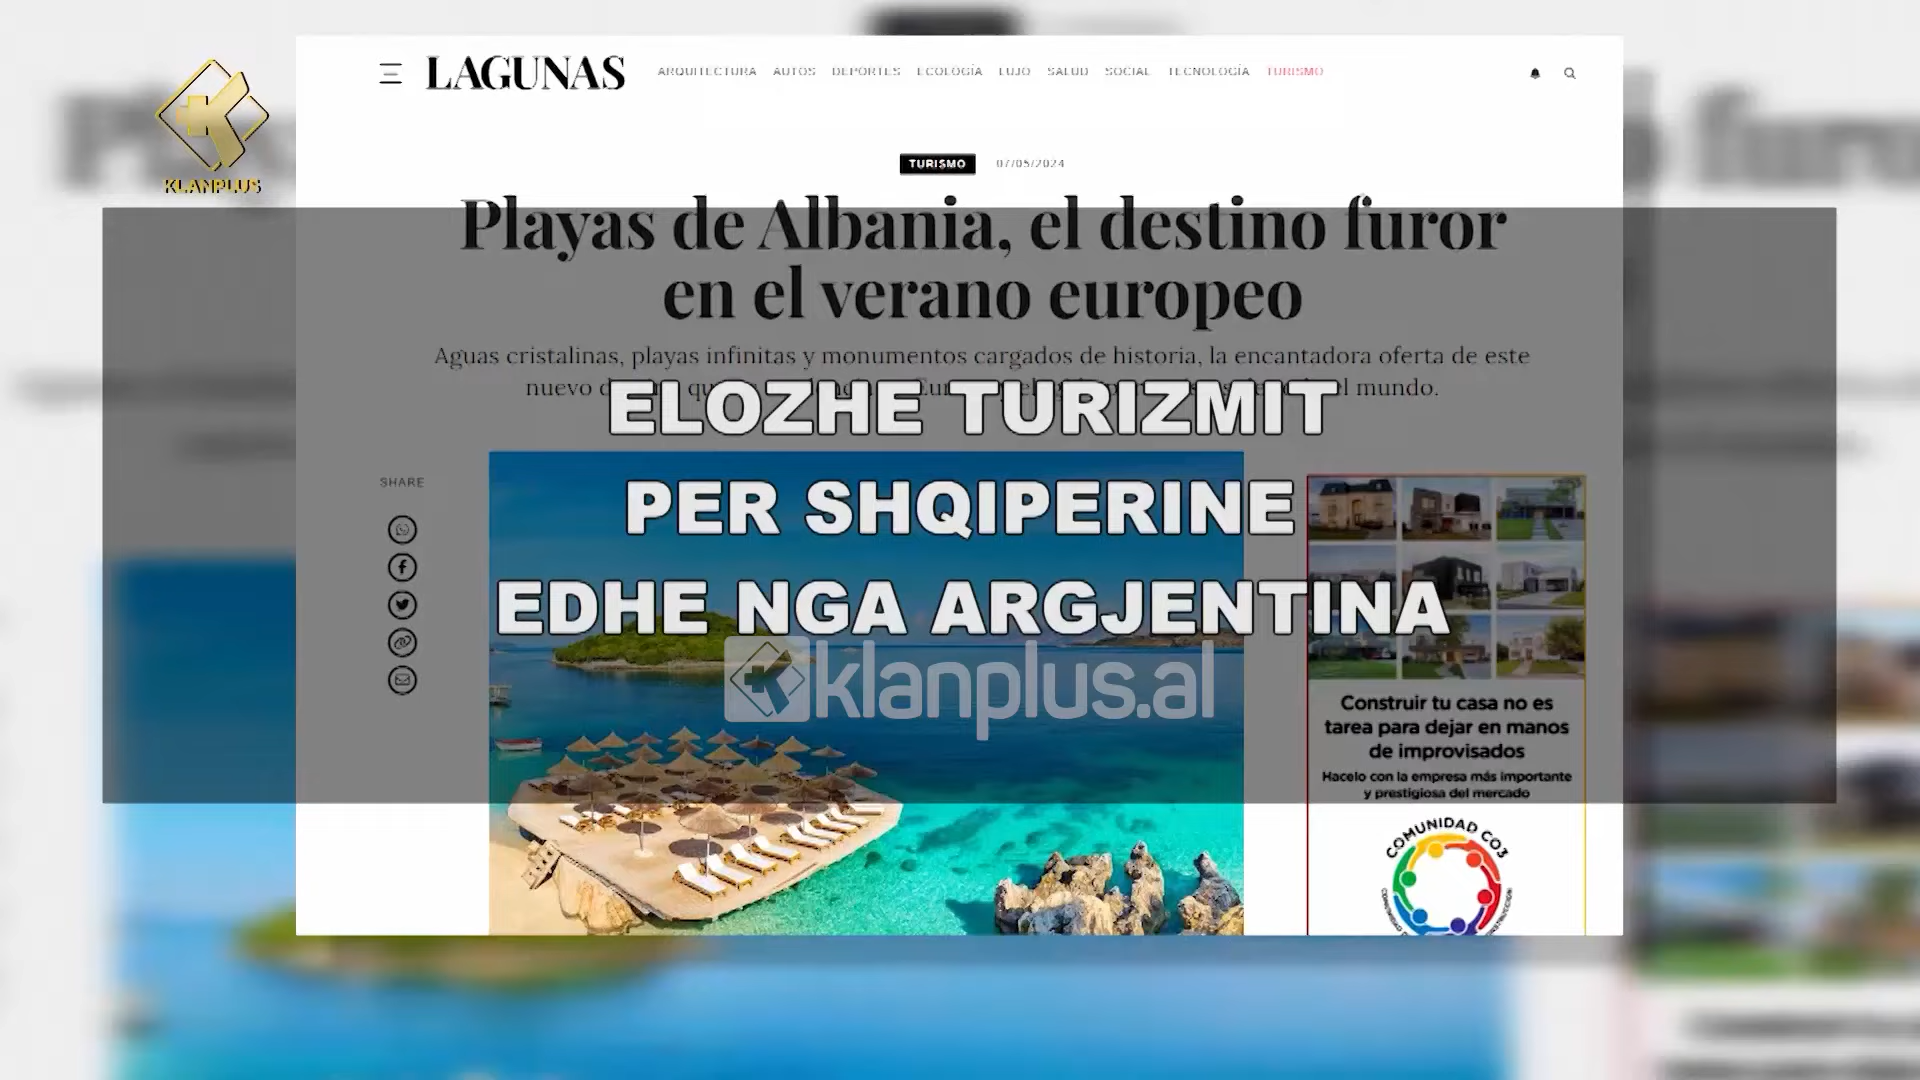 LAGUNAS
ARQUITECTURA AUTOS DEPORTES ECOLOGÍA LUJO SALUD SOCIAL TECNOLOGÍA TURISMO
KLANPLUS
TURISMO 07/05/2024
Playas de Albania, el destino furor
en el verano europeo
Aguas cristalinas, playas infinitas y monumentos cargados de historia, la encantadora oferta de este
nuevo el mundo.
ELOZHE TURIZMIT
PER SHQIPERINE
EDHE NGA ARGJENTINA
klanplus.al
SHARE
Construir tu casa no es
tarea para dejar en manos
de improvisados
Hacelo con la empresa más importante
y prestigiosa del mercado
COMUNIDAD CO3